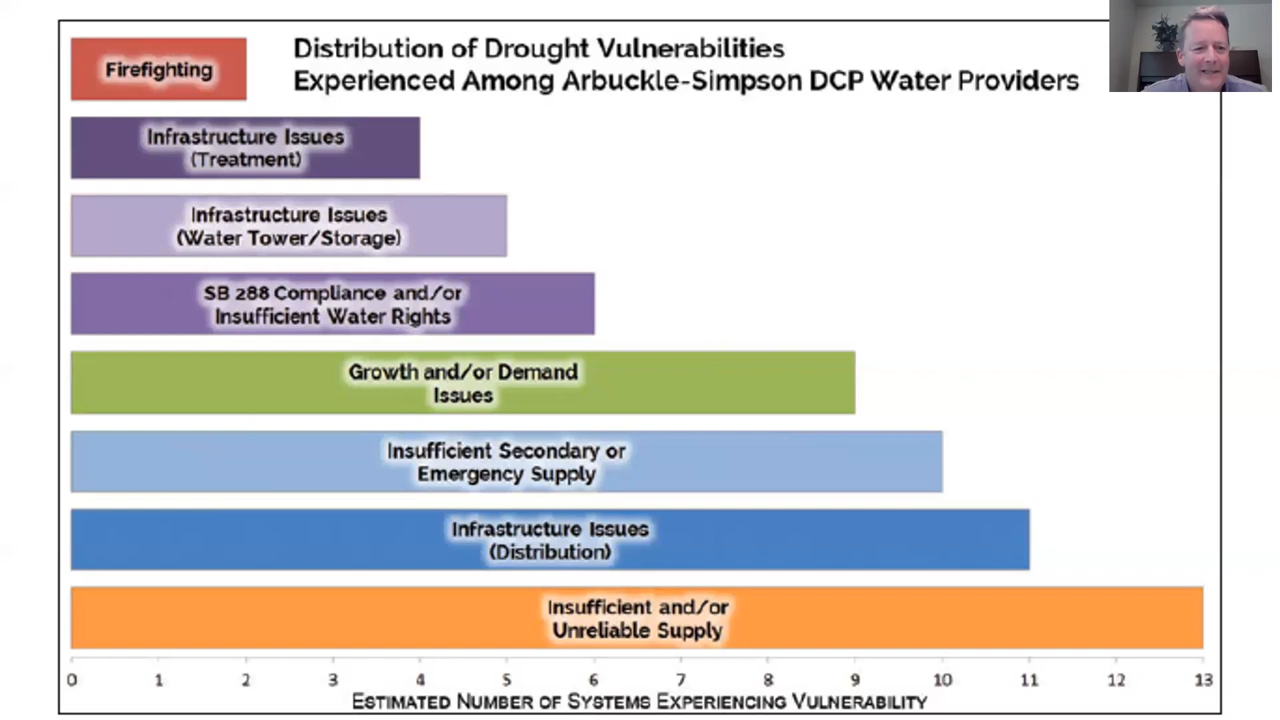 Firefighting
Distribution of Drought Vulnerabilities
Experienced Among Arbuckle-Simpson DCP Water Providers
Infrastructure Issues
(Treatment)
Infrastructure Issues
(Water Tower/Storage)
SB 288 Compliance and/or
Insufficient Water Rights
Growth and/or Demand
Issues
Insufficient Secondary or
Emergency Supply
Infrastructure Issues
(Distribution)
Insufficient and/or
Unreliable Supply
0 1 2 3 4 5 6 7 8 9 10 11 12 13
ESTIMATED NUMBER OF SYSTEMS EXPERIENCING VULNERABILITY